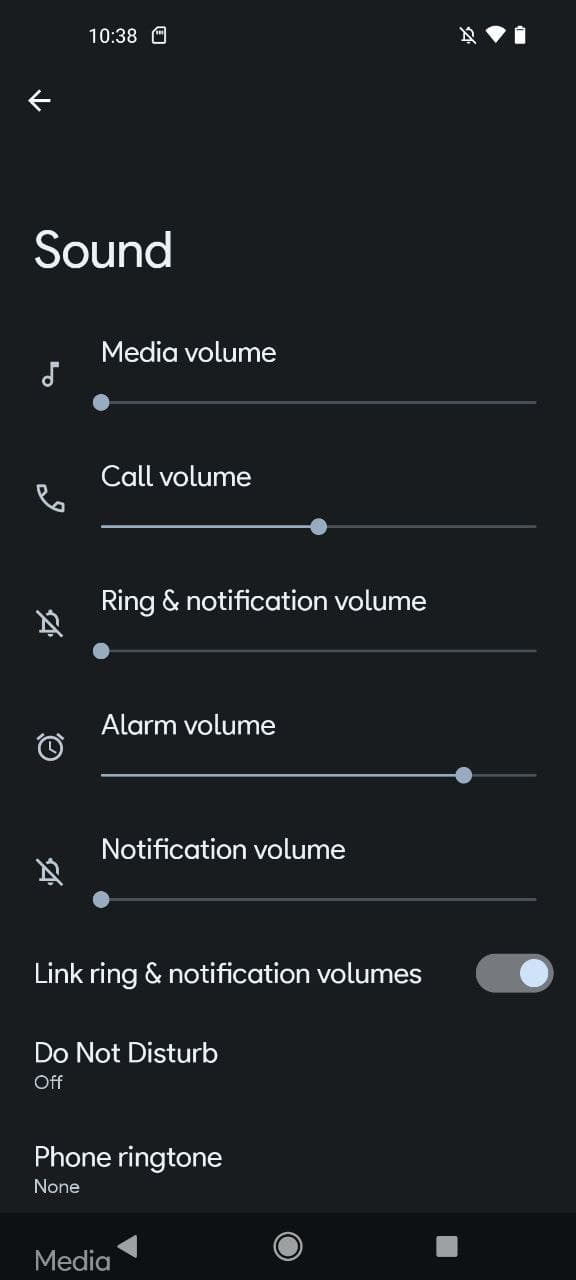 10:38
Sound
Media volume
Call volume
Ring & notification volume
Alarm volume
Notification volume
Link ring & notification volumes
Do Not Disturb
Off
Phone ringtone
None
Media